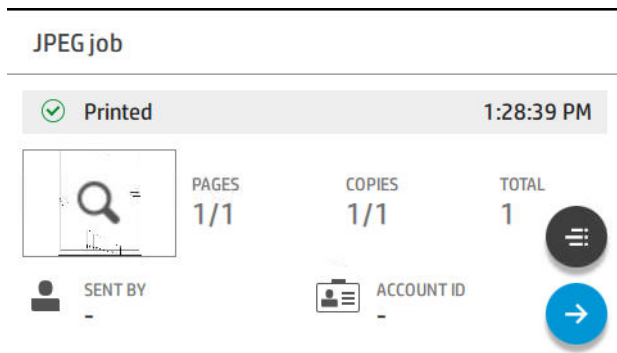 JPEG job
Printed 1:28:39 PM
PAGES COPIES TOTAL
1/1 1/1 1
SENT BY ACCOUNT ID
- -